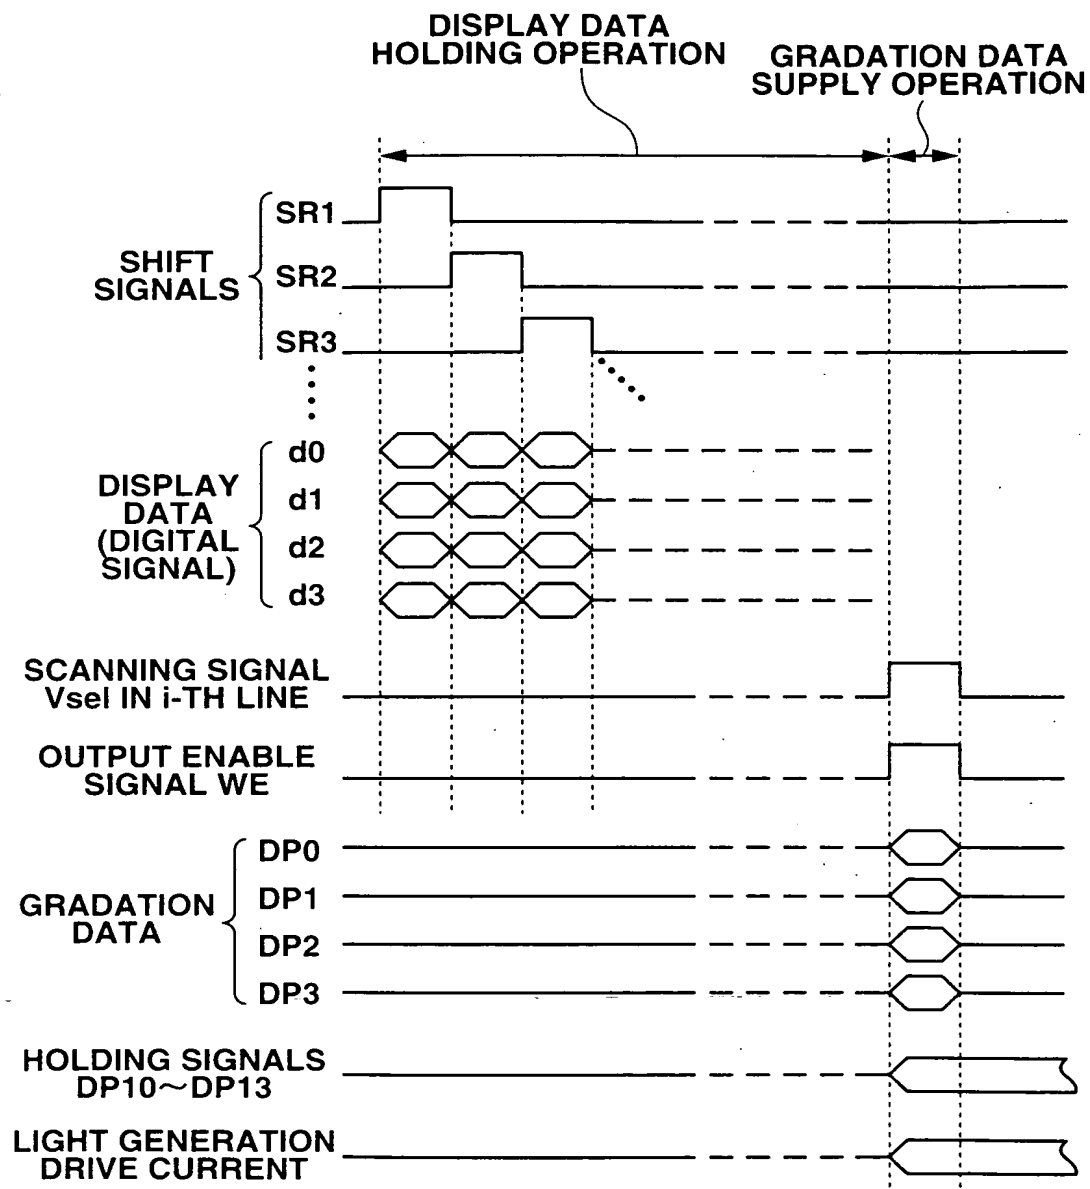 DISPLAY DATA
HOLDING OPERATION
GRADATION DATA
SUPPLY OPERATION
SHIFT
SIGNALS
SR1
SR2
SR3
DISPLAY
DATA
(DIGITAL
SIGNAL)
d0
d1
d2
d3
SCANNING SIGNAL
Vsel IN i-TH LINE
OUTPUT ENABLE
SIGNAL WE
GRADATION
DATA
DP0
DP1
DP2
DP3
HOLDING SIGNALS
DP10~DP13
LIGHT GENERATION
DRIVE CURRENT